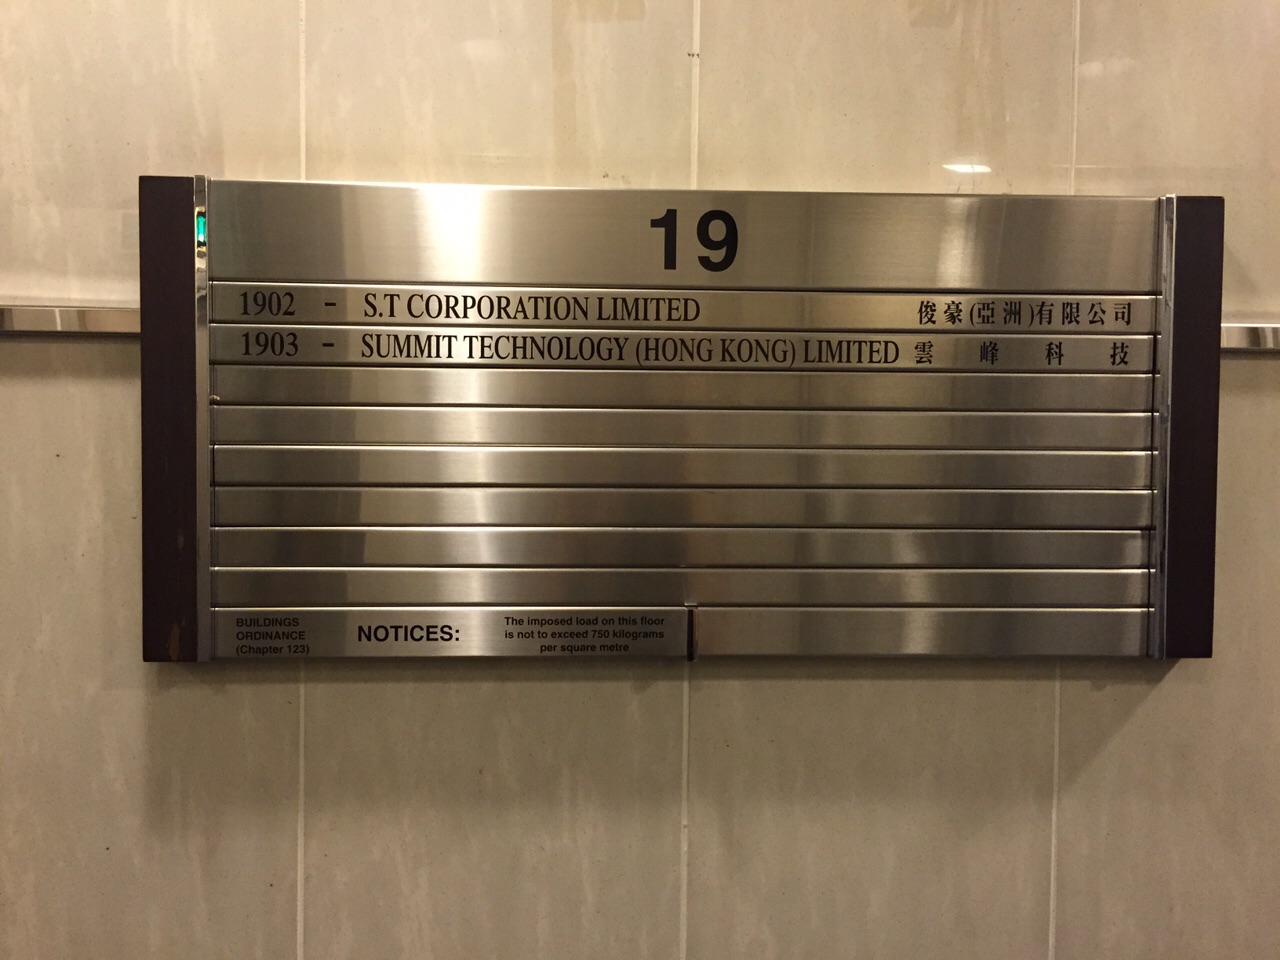 19
1902 - S.T CORPORATION LIMITED 俊豪(亞洲)有限公司
1903 - SUMMIT TECHNOLOGY (HONG KONG) LIMITED 雲峰科技
BUILDINGS
ORDINANCE
(Chapter 123)
NOTICES:
The imposed load on this floor
is not to exceed 750 kilograms
per square metre